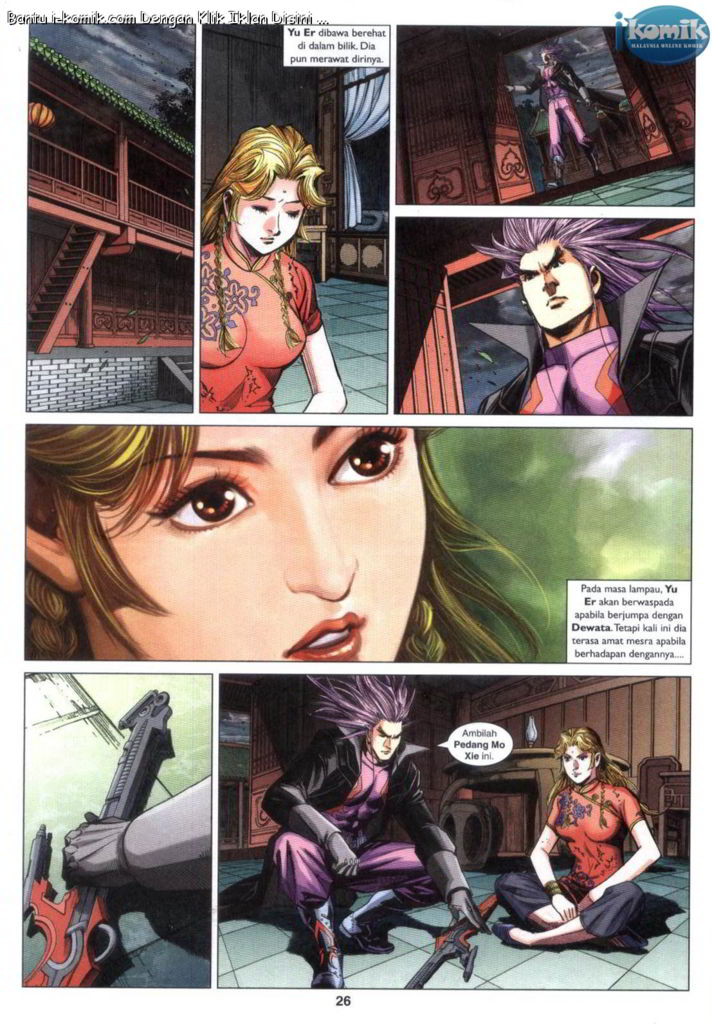 Bantu i-komik.com Dengan Klik Iklan Disini ...
ikomik
MALAYSIA ONLINE KOMIK
Yu Er dibawa berehat
di dalam bilik. Dia
pun merawat dirinya.
Pada masa lampau, Yu
Er akan berwaspada
apabila berjumpa dengan
Dewata. Tetapi kali ini dia
terasa amat mesra apabila
berhadapan dengannya....
Ambilah
Pedang Mo
Xie ini.
26